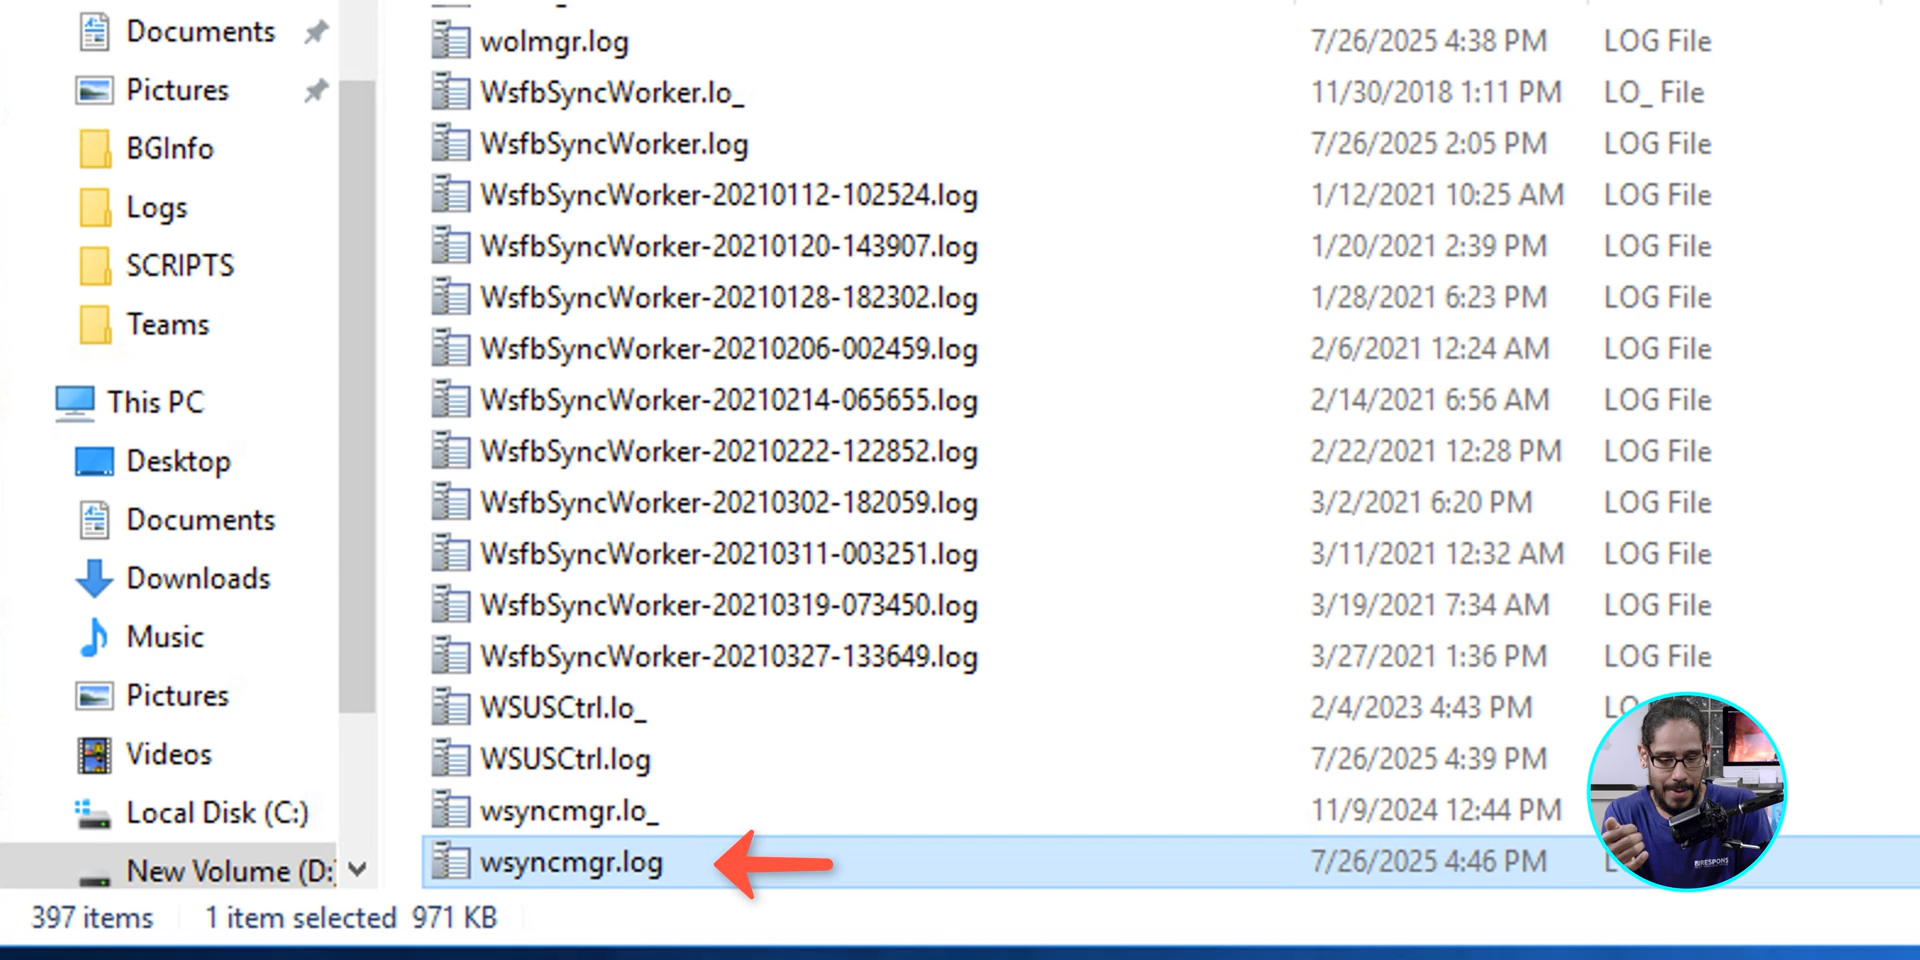 Documents
Pictures
BGInfo
Logs
SCRIPTS
Teams
This PC
Desktop
Documents
Downloads
Music
Pictures
Videos
Local Disk (C:)
New Volume (D:)
wolmgr.log 7/26/2025 4:38 PM LOG File
WsfbSyncWorker.lo_ 11/30/2018 1:11 PM LO_ File
WsfbSyncWorker.log 7/26/2025 2:05 PM LOG File
WsfbSyncWorker-20210112-102524.log 1/12/2021 10:25 AM LOG File
WsfbSyncWorker-20210120-143907.log 1/20/2021 2:39 PM LOG File
WsfbSyncWorker-20210128-182302.log 1/28/2021 6:23 PM LOG File
WsfbSyncWorker-20210206-002459.log 2/6/2021 12:24 AM LOG File
WsfbSyncWorker-20210214-065655.log 2/14/2021 6:56 AM LOG File
WsfbSyncWorker-20210222-122852.log 2/22/2021 12:28 PM LOG File
WsfbSyncWorker-20210302-182059.log 3/2/2021 6:20 PM LOG File
WsfbSyncWorker-20210311-003251.log 3/11/2021 12:32 AM LOG File
WsfbSyncWorker-20210319-073450.log 3/19/2021 7:34 AM LOG File
WsfbSyncWorker-20210327-133649.log 3/27/2021 1:36 PM LOG File
WSUSCtrl.lo_ 2/4/2023 4:43 PM
WSUSCtrl.log 7/26/2025 4:39 PM
wsyncmgr.lo_ 11/9/2024 12:44 PM
wsyncmgr.log 7/26/2025 4:46 PM
397 items 1 item selected 971 KB